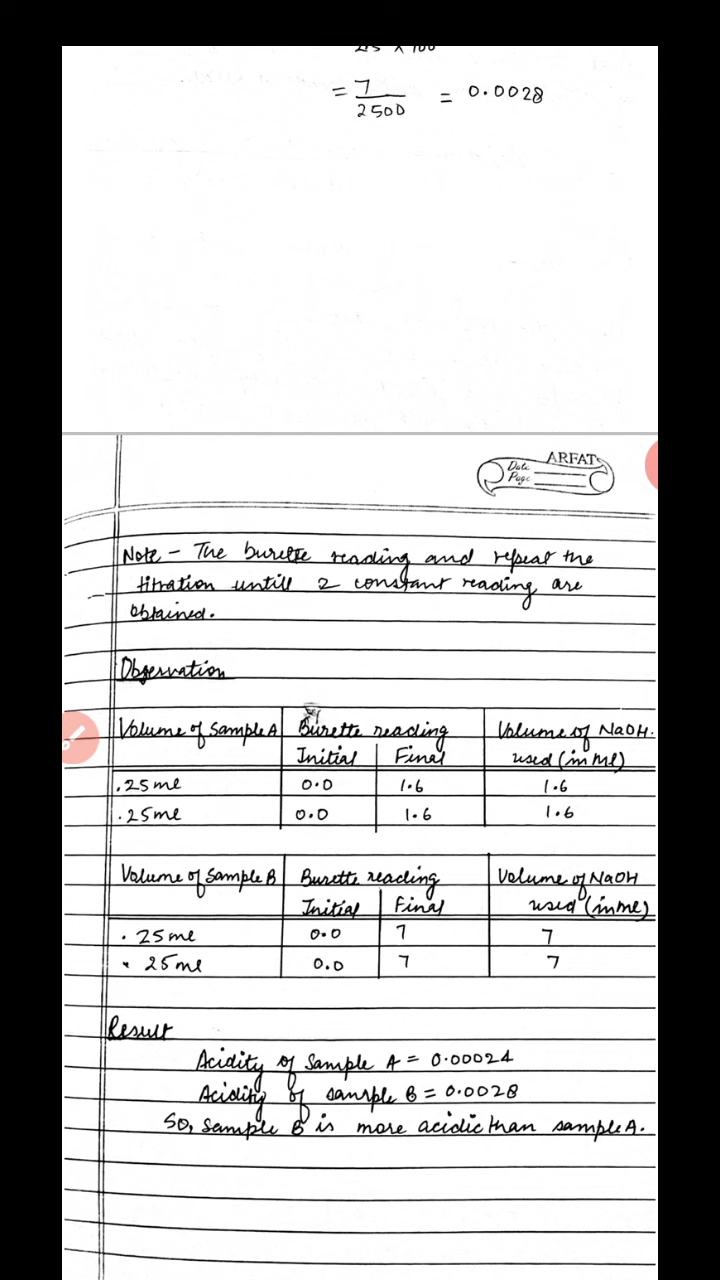 25 × 100
= 7/2500 = 0.0028
ARFAT
Date
Page
Note - The burette reading and repeat the
titration untill 2 constant reading are
obtained.
Observation
Volume of Sample A Burette reading Volume of NaOH.
Initial Final used (in ml)
.25ml 0.0 1.6 1.6
.25ml 0.0 1.6 1.6
Volume of Sample B Burette reading Volume of NaOH
Initial Final used (in ml)
. 25 ml 0.0 7 7
. 25 ml 0.0 7 7
Result
Acidity of Sample A = 0.00024
Acidity of sample B = 0.0028
So, Sample B is more acidic than sample A.